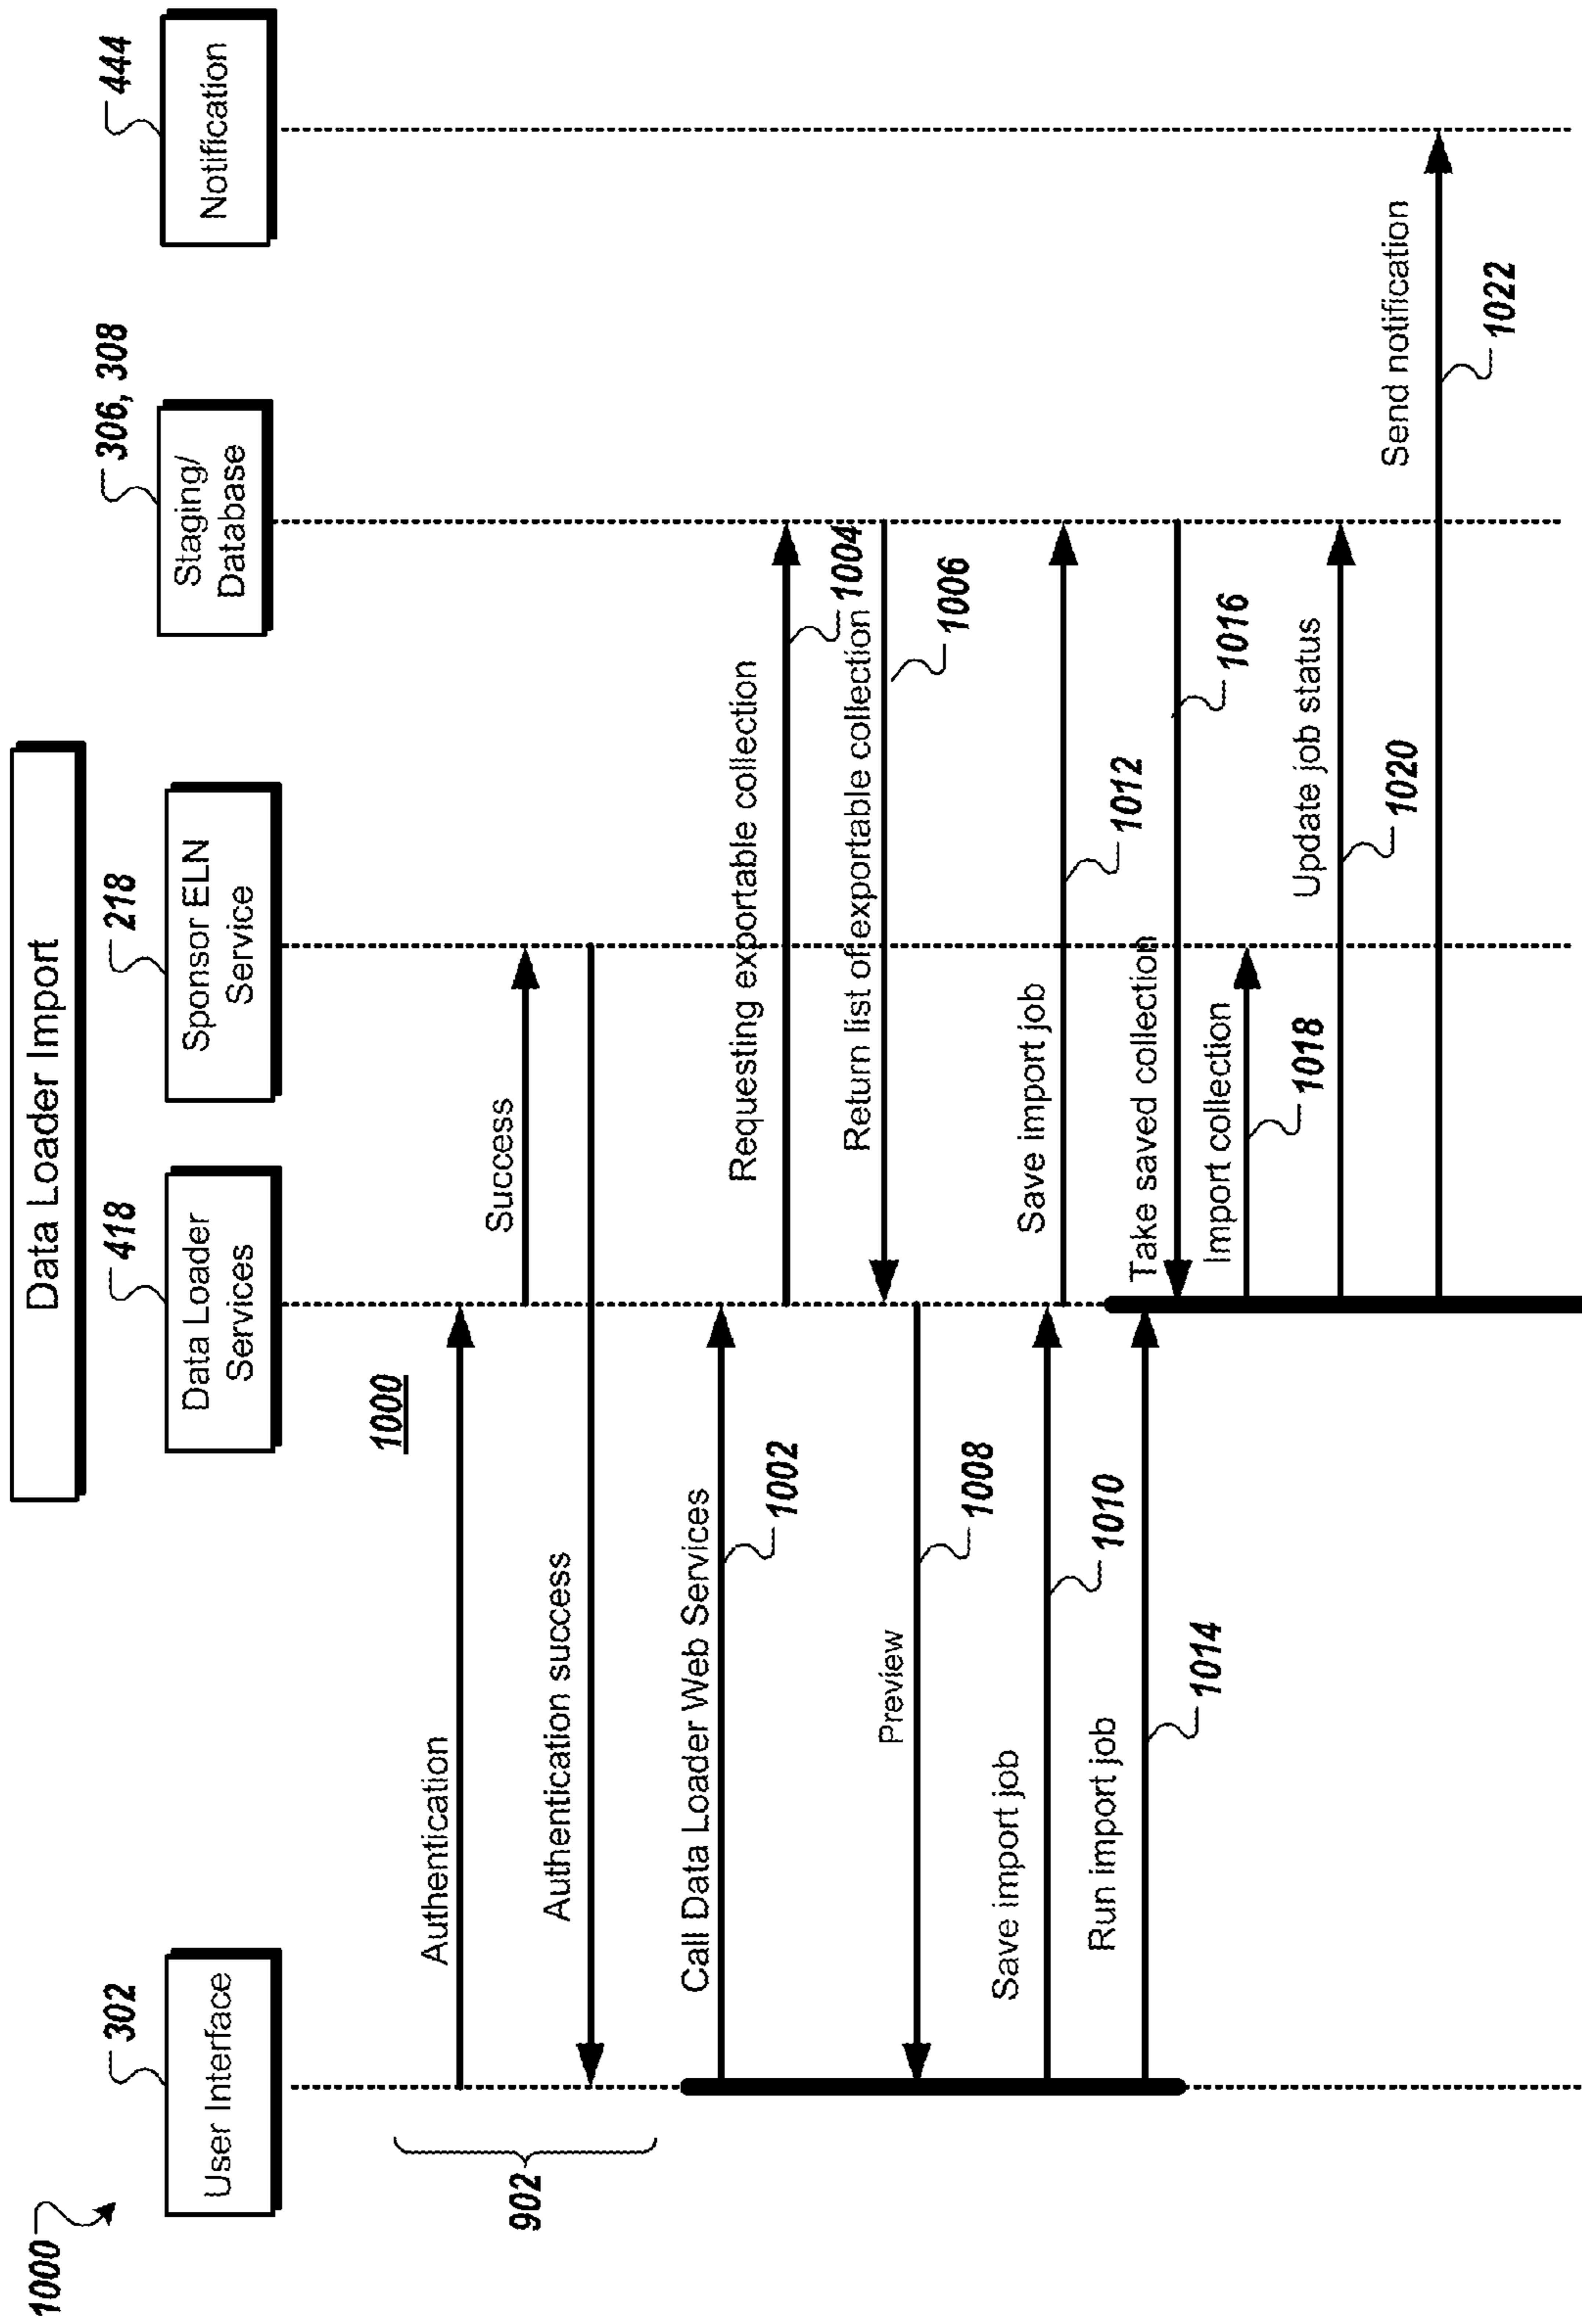 Data Loader Import
1000
302
418
218
306, 308
444
User Interface
Data Loader
Services
Sponsor ELN
Service
Staging/
Database
Notification
1000
902
Authentication
Success
Authentication success
Call Data Loader Web Services
1002
Requesting exportable collection
1004
Return list of exportable collection
1006
Preview
1008
Save import job
1010
Save import job
1012
Run import job
1014
Take saved collection
1016
Import collection
1018
Update job status
1020
Send notification
1022